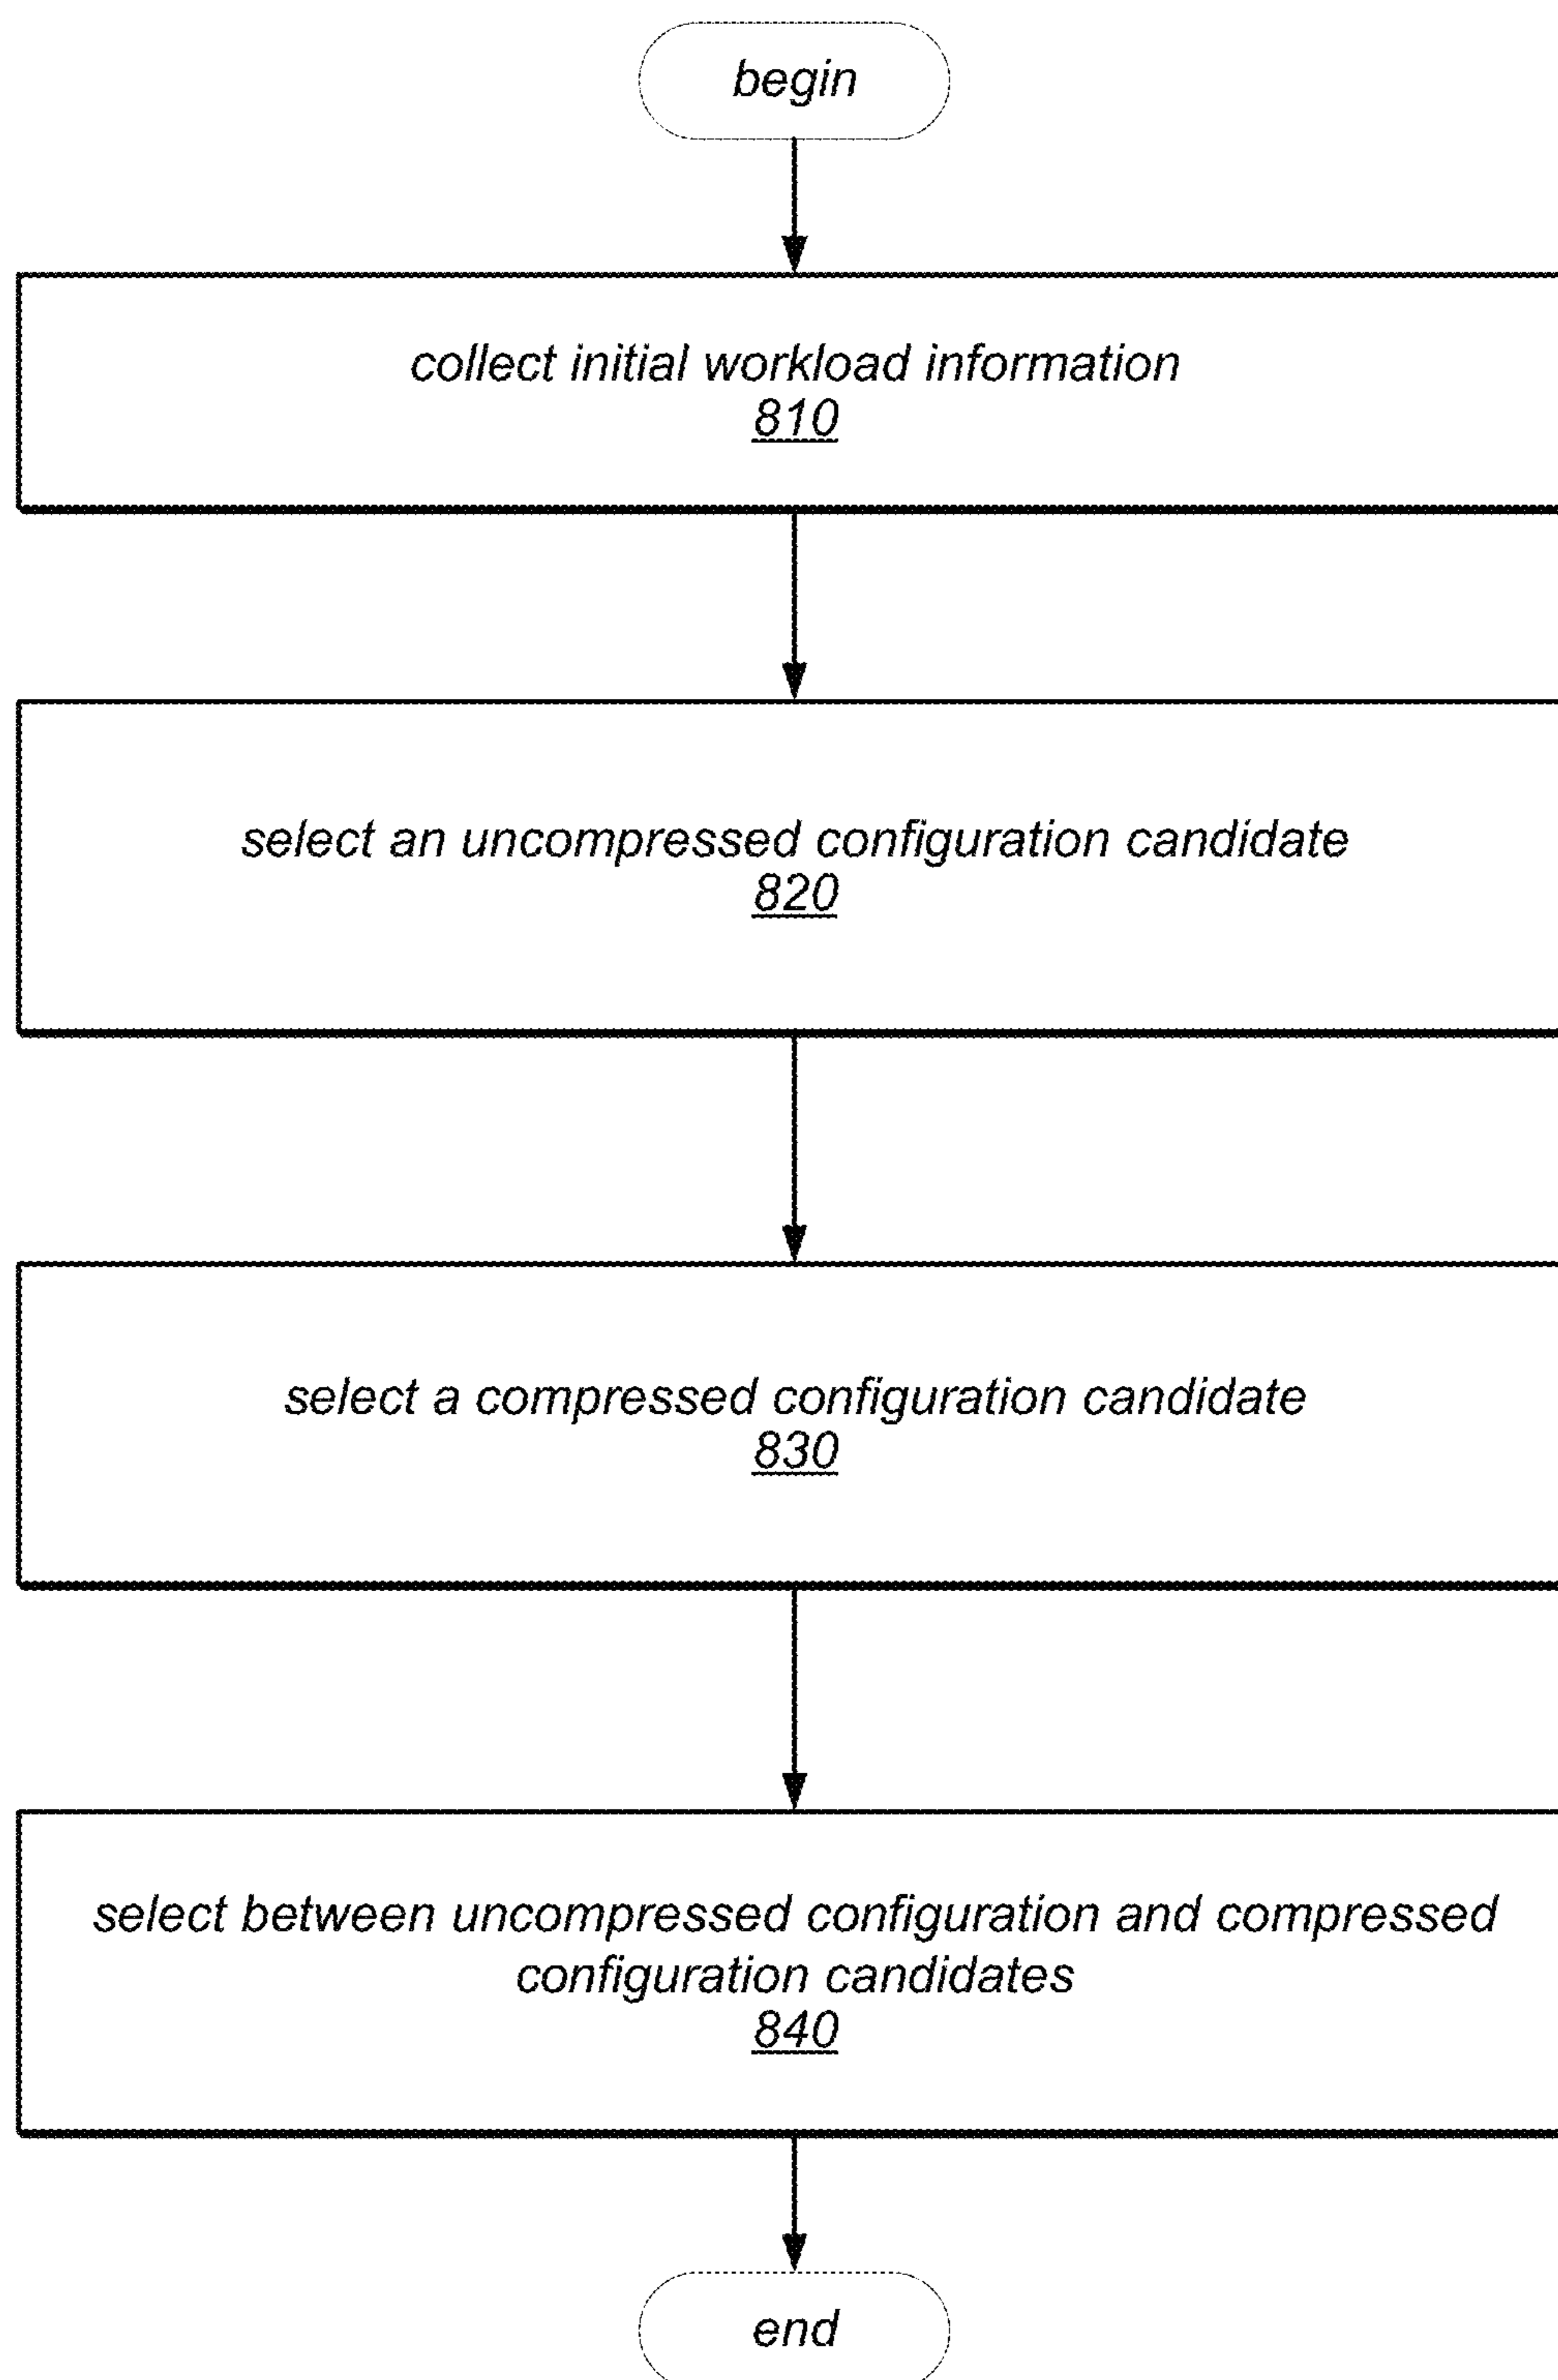 begin
collect initial workload information
810
select an uncompressed configuration candidate
820
select a compressed configuration candidate
830
select between uncompressed configuration and compressed
configuration candidates
840
end